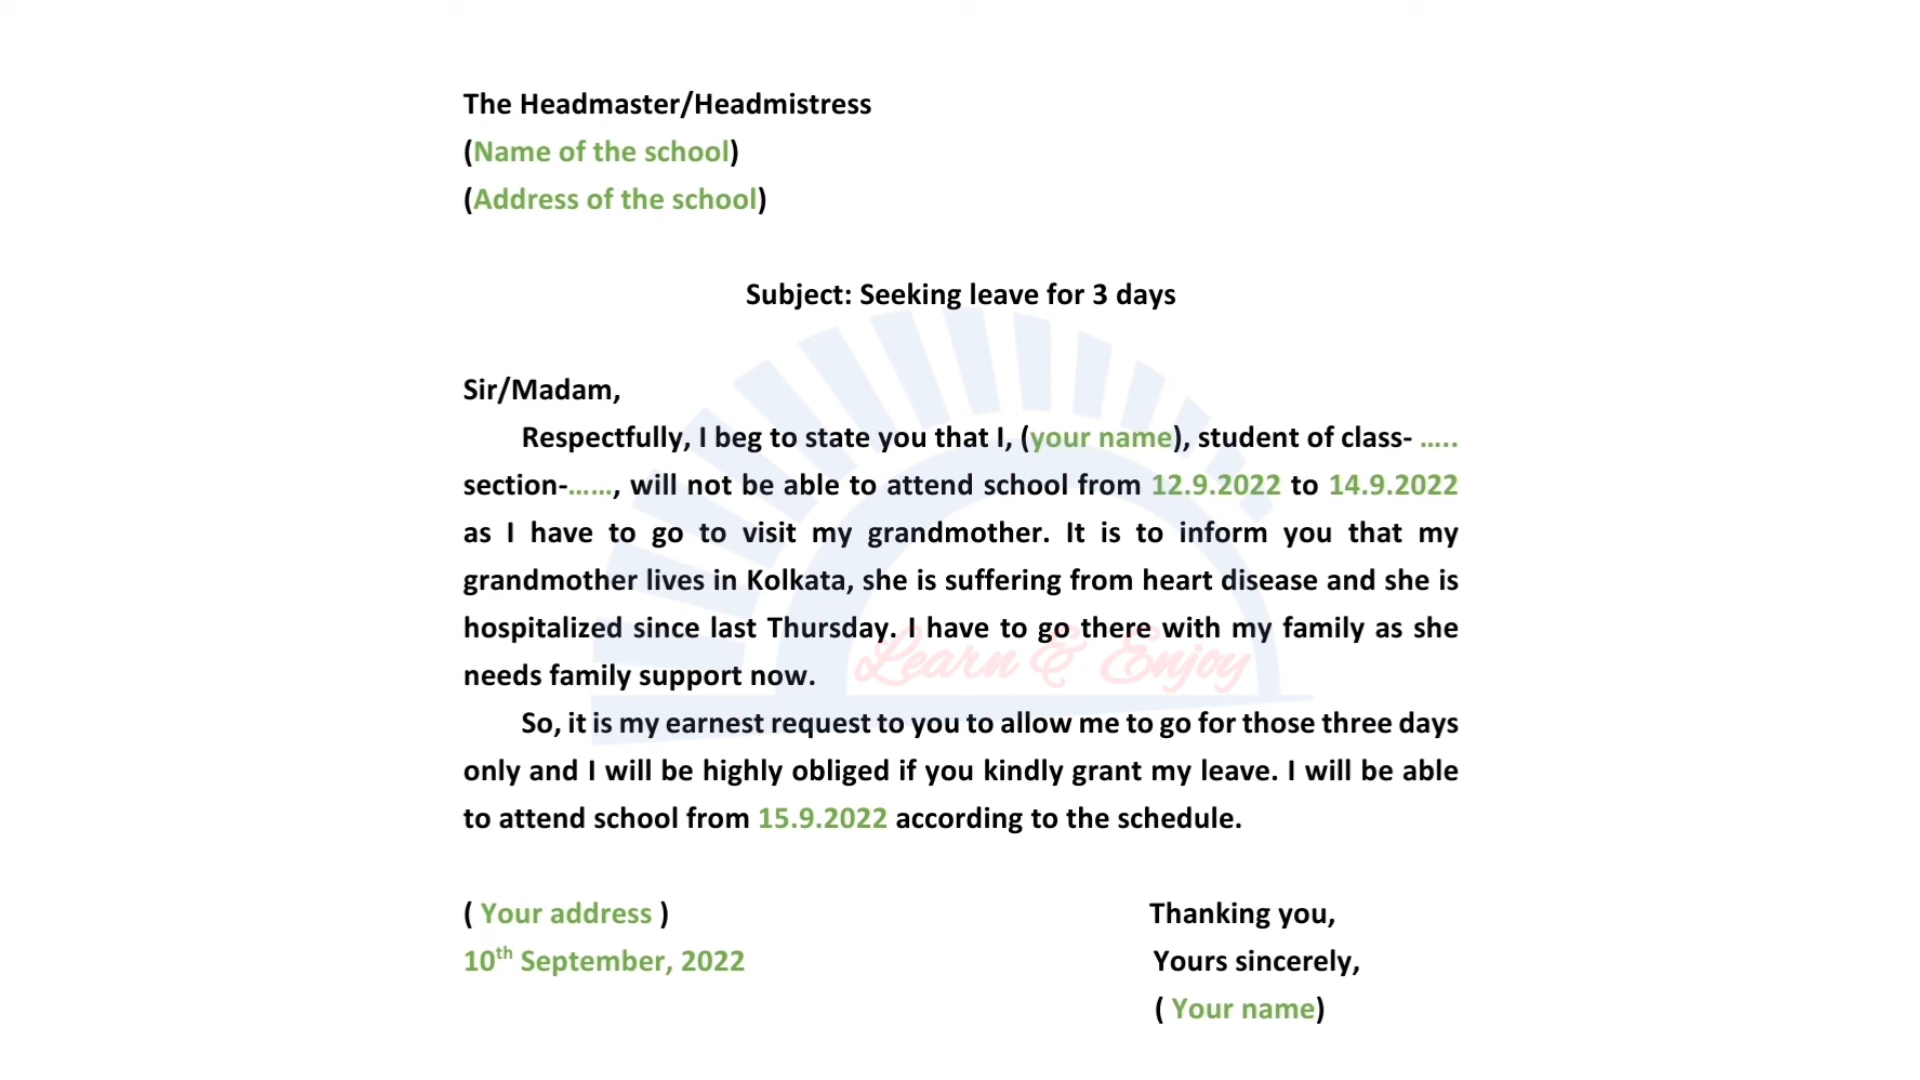 The Headmaster/Headmistress
(Name of the school)
(Address of the school)
Subject: Seeking leave for 3 days
Sir/Madam,
Respectfully, I beg to state you that I, (your name), student of class- .....
section-......, will not be able to attend school from 12.9.2022 to 14.9.2022
as I have to go to visit my grandmother. It is to inform you that my
grandmother lives in Kolkata, she is suffering from heart disease and she is
hospitalized since last Thursday. I have to go there with my family as she
needs family support now.
Learn & Enjoy
So, it is my earnest request to you to allow me to go for those three days
only and I will be highly obliged if you kindly grant my leave. I will be able
to attend school from 15.9.2022 according to the schedule.
( Your address )
10th September, 2022
Thanking you,
Yours sincerely,
( Your name)